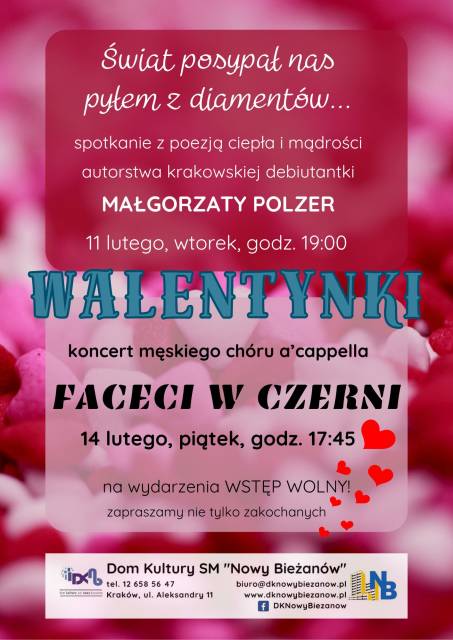 Świat posypał nas
pyłem z diamentów...
spotkanie z poezją ciepła i mądrości
autorstwa krakowskiej debiutantki
MAŁGORZATY POLZER
11 lutego, wtorek, godz. 19:00
WALENTYNKI
koncert męskiego chóru a'cappella
FACECI W CZERNI
14 lutego, piątek, godz. 17:45
na wydarzenia WSTĘP WOLNY!
zapraszamy nie tylko zakochanych
Dom Kultury SM "Nowy Bieżanów"
tel. 12 658 56 47
Kraków, ul. Aleksandry 11
biuro@dknowybiezanow.pl
www.dknowybiezanow.pl
DKNowyBiezanow
NB